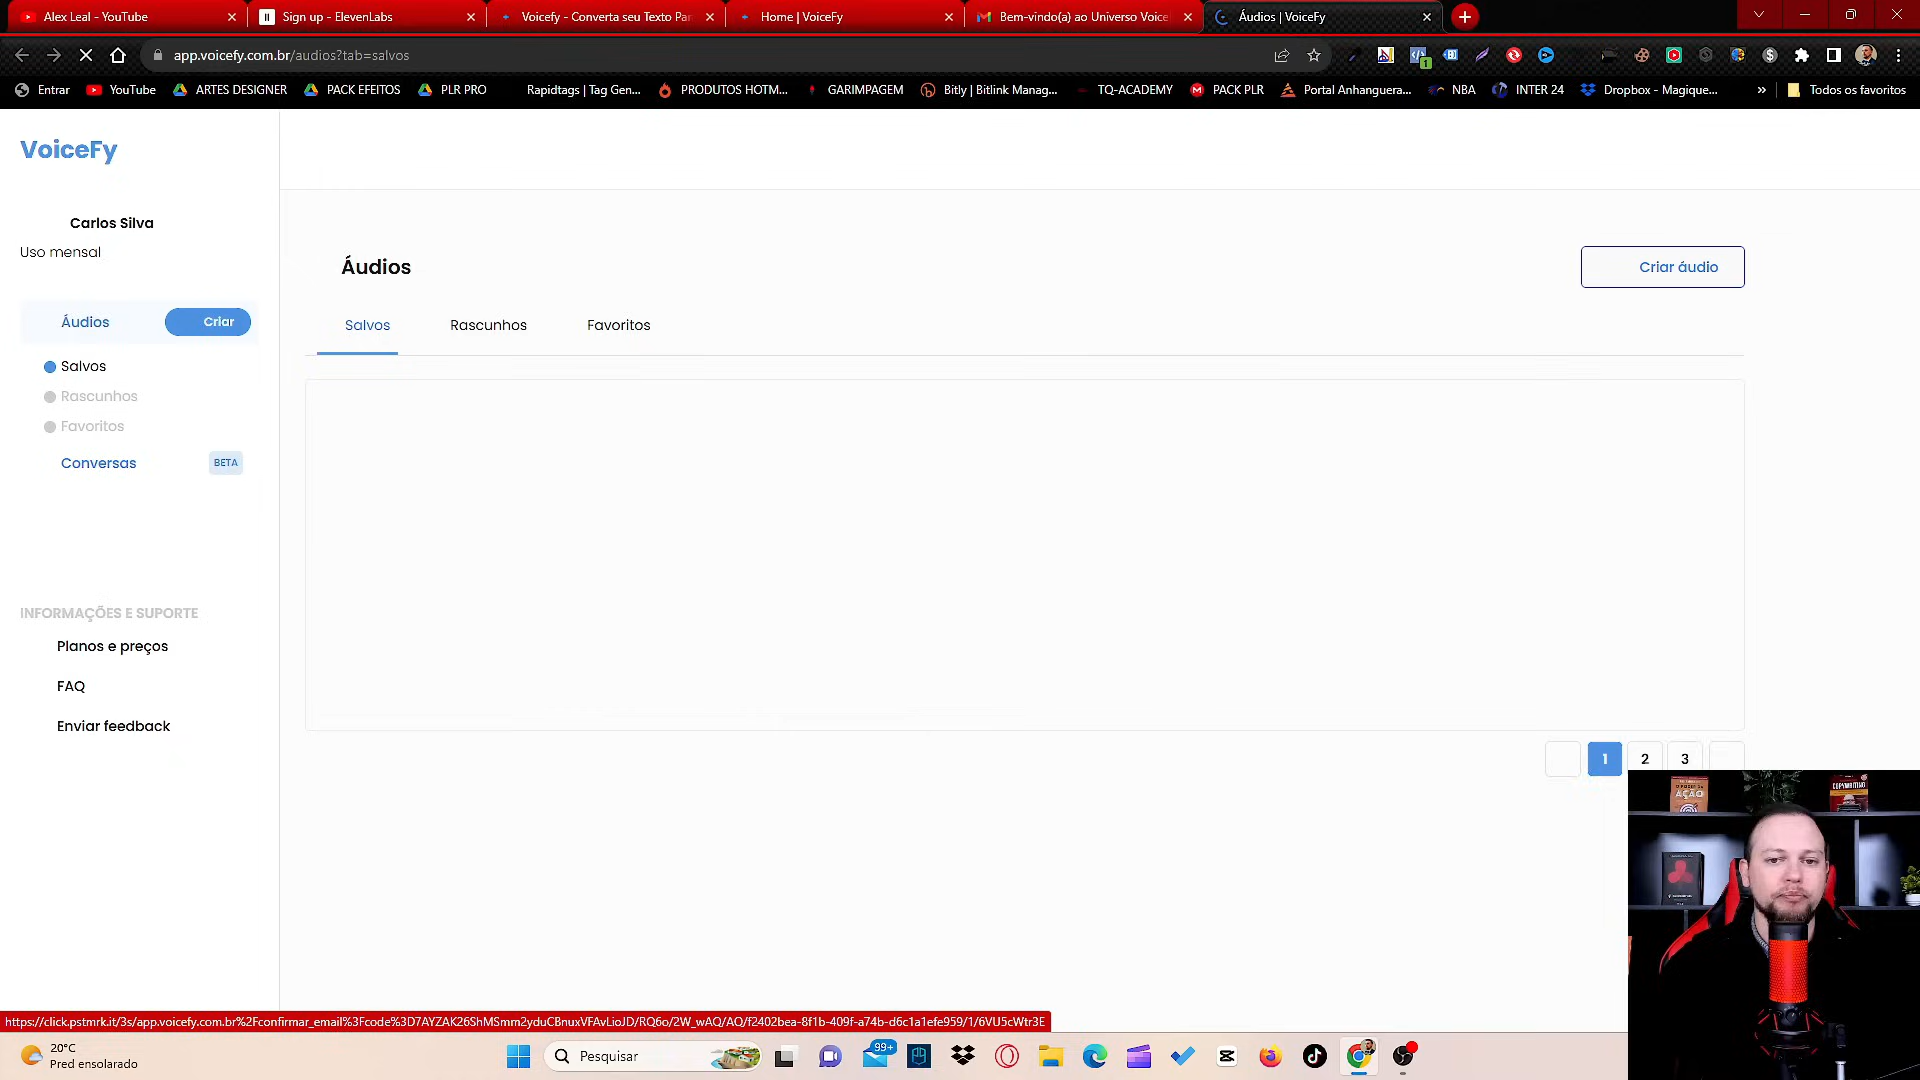 Alex Leal - YouTube
Sign up - ElevenLabs
Voicefy - Converta seu Texto Par
Home | VoiceFy
Bem-vindo(a) ao Universo Voice
Áudios | VoiceFy
app.voicefy.com.br/audios?tab=salvos
Entrar
YouTube
ARTES DESIGNER
PACK EFEITOS
PLR PRO
Rapidtags | Tag Gen...
PRODUTOS HOTM...
GARIMPAGEM
Bitly | Bitlink Manag...
TQ-ACADEMY
PACK PLR
Portal Anhanguera...
NBA
INTER 24
Dropbox - Magique...
»
Todos os favoritos
VoiceFy
Carlos Silva
Uso mensal
Áudios
Criar
Salvos
Rascunhos
Favoritos
Conversas
BETA
INFORMAÇÕES E SUPORTE
Planos e preços
FAQ
Enviar feedback
Áudios
Criar áudio
Salvos
Rascunhos
Favoritos
1
2
3
AÇÃO
COPYWRITING
https://click.pstmrk.it/3s/app.voicefy.com.br%2Fconfirmar_email%3Fcode%3D7AYZAK26ShMSmm2yduCBnuxVFAvLioJD/RQ6o/2W_wAQ/AQ/f2402bea-8f1b-409f-a74b-d6c1a1efe959/1/6VU5cWtr3E
20°C
Pred ensolarado
Pesquisar
99+